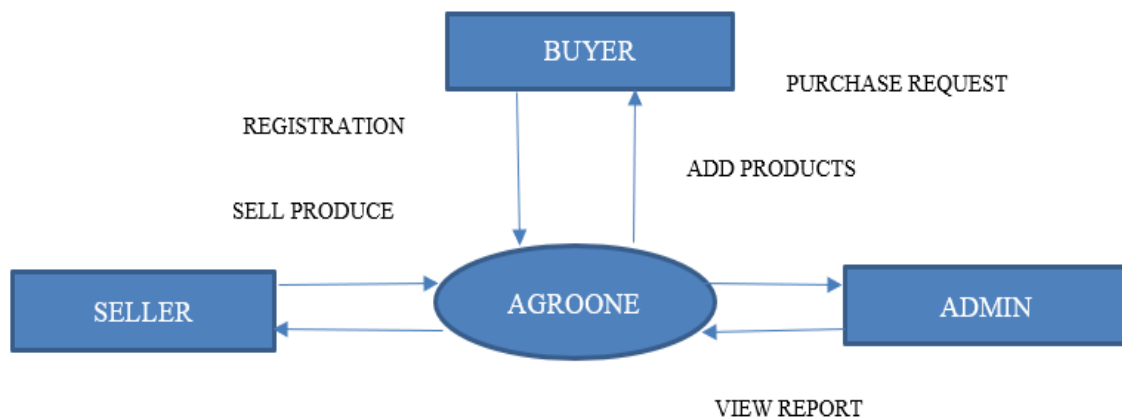 BUYER
PURCHASE REQUEST
REGISTRATION
ADD PRODUCTS
SELL PRODUCE
SELLER
AGROONE
ADMIN
VIEW REPORT